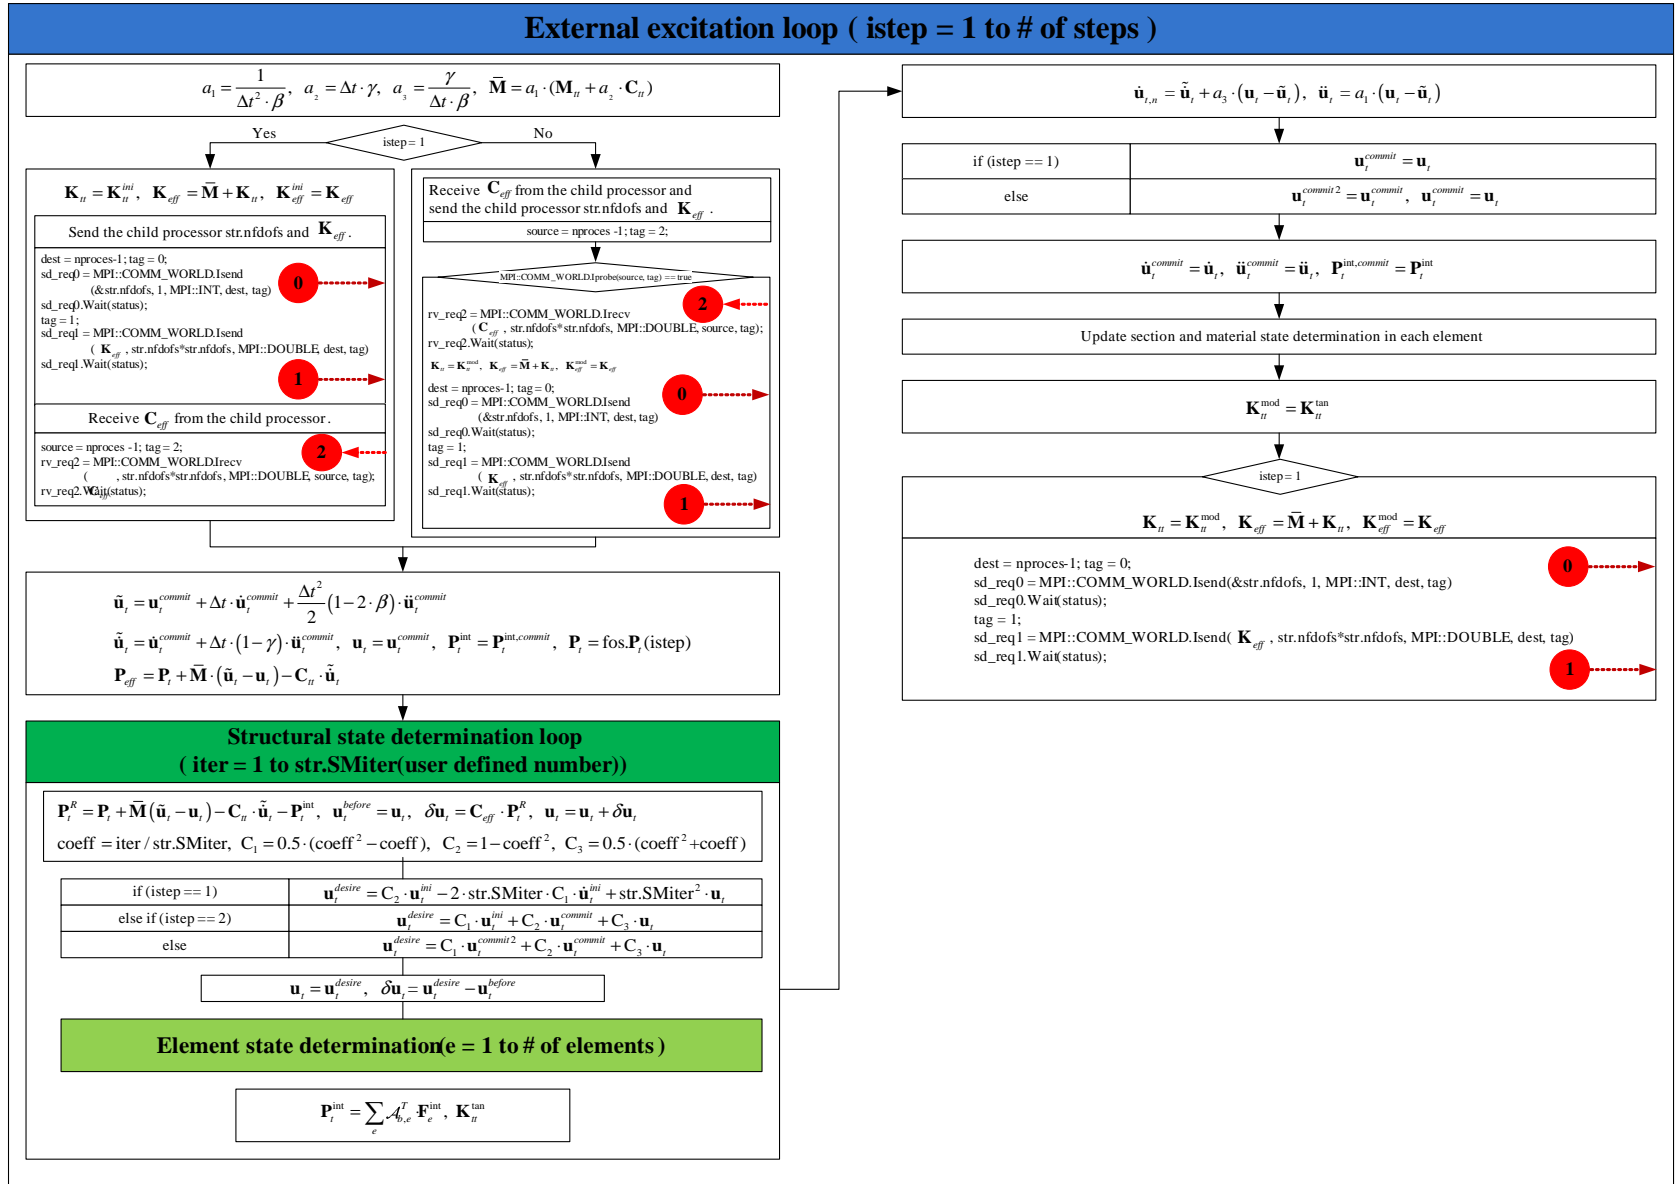 External excitation loop ( istep = 1 to # of steps )
a₁ = 1 / (Δt² · β), a₂ = Δt · γ, a₃ = γ / (Δt · β), M̄ = a₁ · (M_tt + a₂ · C_tt)
Yes
istep = 1
No
K_tt = K_tt^ini, K_eff = M̄ + K_tt, K_eff^ini = K_eff
Send the child processor str.nfdofs and K_eff .
dest = nproces-1; tag = 0;
sd_req0 = MPI::COMM_WORLD.Isend
(&str.nfdofs, 1, MPI::INT, dest, tag)
0
sd_req0.Wait(status);
tag = 1;
sd_req1 = MPI::COMM_WORLD.Isend
( K_eff , str.nfdofs*str.nfdofs, MPI::DOUBLE, dest, tag)
sd_req1.Wait(status);
1
Receive C_eff from the child processor.
source = nproces -1; tag = 2;
2
rv_req2 = MPI::COMM_WORLD.Irecv
( , str.nfdofs*str.nfdofs, MPI::DOUBLE, source, tag);
rv_req2.Wait(status);
C_eff
Receive C_eff from the child processor and
send the child processor str.nfdofs and K_eff .
source = nproces -1; tag = 2;
MPI::COMM_WORLD.Iprobe(source, tag) == true
2
rv_req2 = MPI::COMM_WORLD.Irecv
( C_eff , str.nfdofs*str.nfdofs, MPI::DOUBLE, source, tag);
rv_req2.Wait(status);
K_tt = K_tt^mod, K_eff = M̄ + K_tt, K_eff^mod = K_eff
dest = nproces-1; tag = 0;
0
sd_req0 = MPI::COMM_WORLD.Isend
(&str.nfdofs, 1, MPI::INT, dest, tag)
sd_req0.Wait(status);
tag = 1;
sd_req1 = MPI::COMM_WORLD.Isend
( K_eff , str.nfdofs*str.nfdofs, MPI::DOUBLE, dest, tag)
sd_req1.Wait(status);
1
ũ_t = u_t^commit + Δt · u̇_t^commit + Δt²/2 (1 − 2 · β) · ü_t^commit
ũ̇_t = u̇_t^commit + Δt · (1 − γ) · ü_t^commit, u_t = u_t^commit, P_t^int = P_t^int,commit, P_t = fos.P_t(istep)
P_eff = P_t + M̄ · (ũ_t − u_t) − C_tt · ũ̇_t
Structural state determination loop
( iter = 1 to str.SMiter(user defined number))
P_t^R = P_t + M̄(ũ_t − u_t) − C_tt · ũ̇_t − P_t^int, u_t^before = u_t, δu_t = C_eff · P_t^R, u_t = u_t + δu_t
coeff = iter / str.SMiter, C₁ = 0.5 · (coeff² − coeff), C₂ = 1 − coeff², C₃ = 0.5 · (coeff² + coeff)
if (istep == 1) u_t^desire = C₂ · u_t^ini − 2 · str.SMiter · C₁ · u̇_t^ini + str.SMiter² · u_t
else if (istep == 2) u_t^desire = C₁ · u_t^ini + C₂ · u_t^commit + C₃ · u_t
else u_t^desire = C₁ · u_t^commit2 + C₂ · u_t^commit + C₃ · u_t
u_t = u_t^desire, δu_t = u_t^desire − u_t^before
Element state determination(e = 1 to # of elements )
P_t^int = ∑_e 𝒜_b,e^T · F_e^int, K_tt^tan
u̇_t,n = ũ̇_t + a₃ · (u_t − ũ_t), ü_t = a₁ · (u_t − ũ_t)
if (istep == 1) u_t^commit = u_t
else u_t^commit2 = u_t^commit, u_t^commit = u_t
u̇_t^commit = u̇_t, ü_t^commit = ü_t, P_t^int,commit = P_t^int
Update section and material state determination in each element
K_tt^mod = K_tt^tan
istep = 1
K_tt = K_tt^mod, K_eff = M̄ + K_tt, K_eff^mod = K_eff
dest = nproces-1; tag = 0;
0
sd_req0 = MPI::COMM_WORLD.Isend(&str.nfdofs, 1, MPI::INT, dest, tag)
sd_req0.Wait(status);
tag = 1;
sd_req1 = MPI::COMM_WORLD.Isend( K_eff , str.nfdofs*str.nfdofs, MPI::DOUBLE, dest, tag)
sd_req1.Wait(status);
1